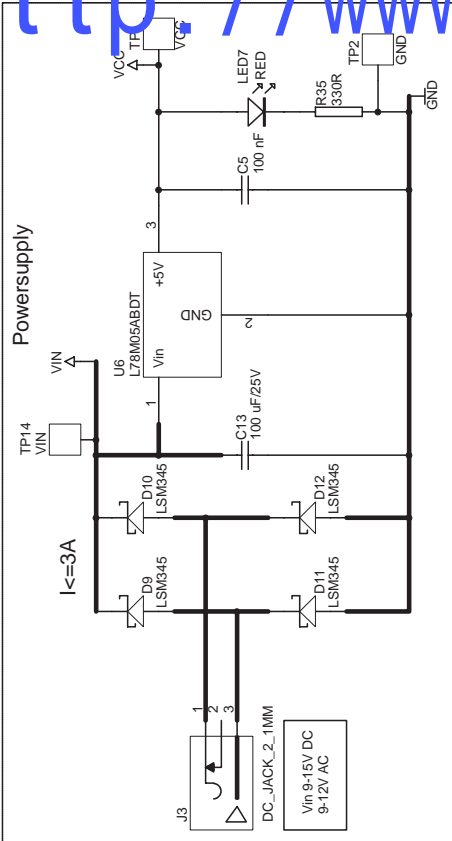 ttp://www
Powersupply
TP
VCC
VCC
TP2
GND
LED7
RED
R35
330R
GND
C5
100 nF
3
+5V
GND
Vin
U6
L78M05ABDT
2
1
VIN
TP14
VIN
C13
100 uF/25V
I<=3A
D10
LSM345
D12
LSM345
D9
LSM345
D11
LSM345
1
2
3
J3
DC_JACK_2_1MM
Vin 9-15V DC
9-12V AC